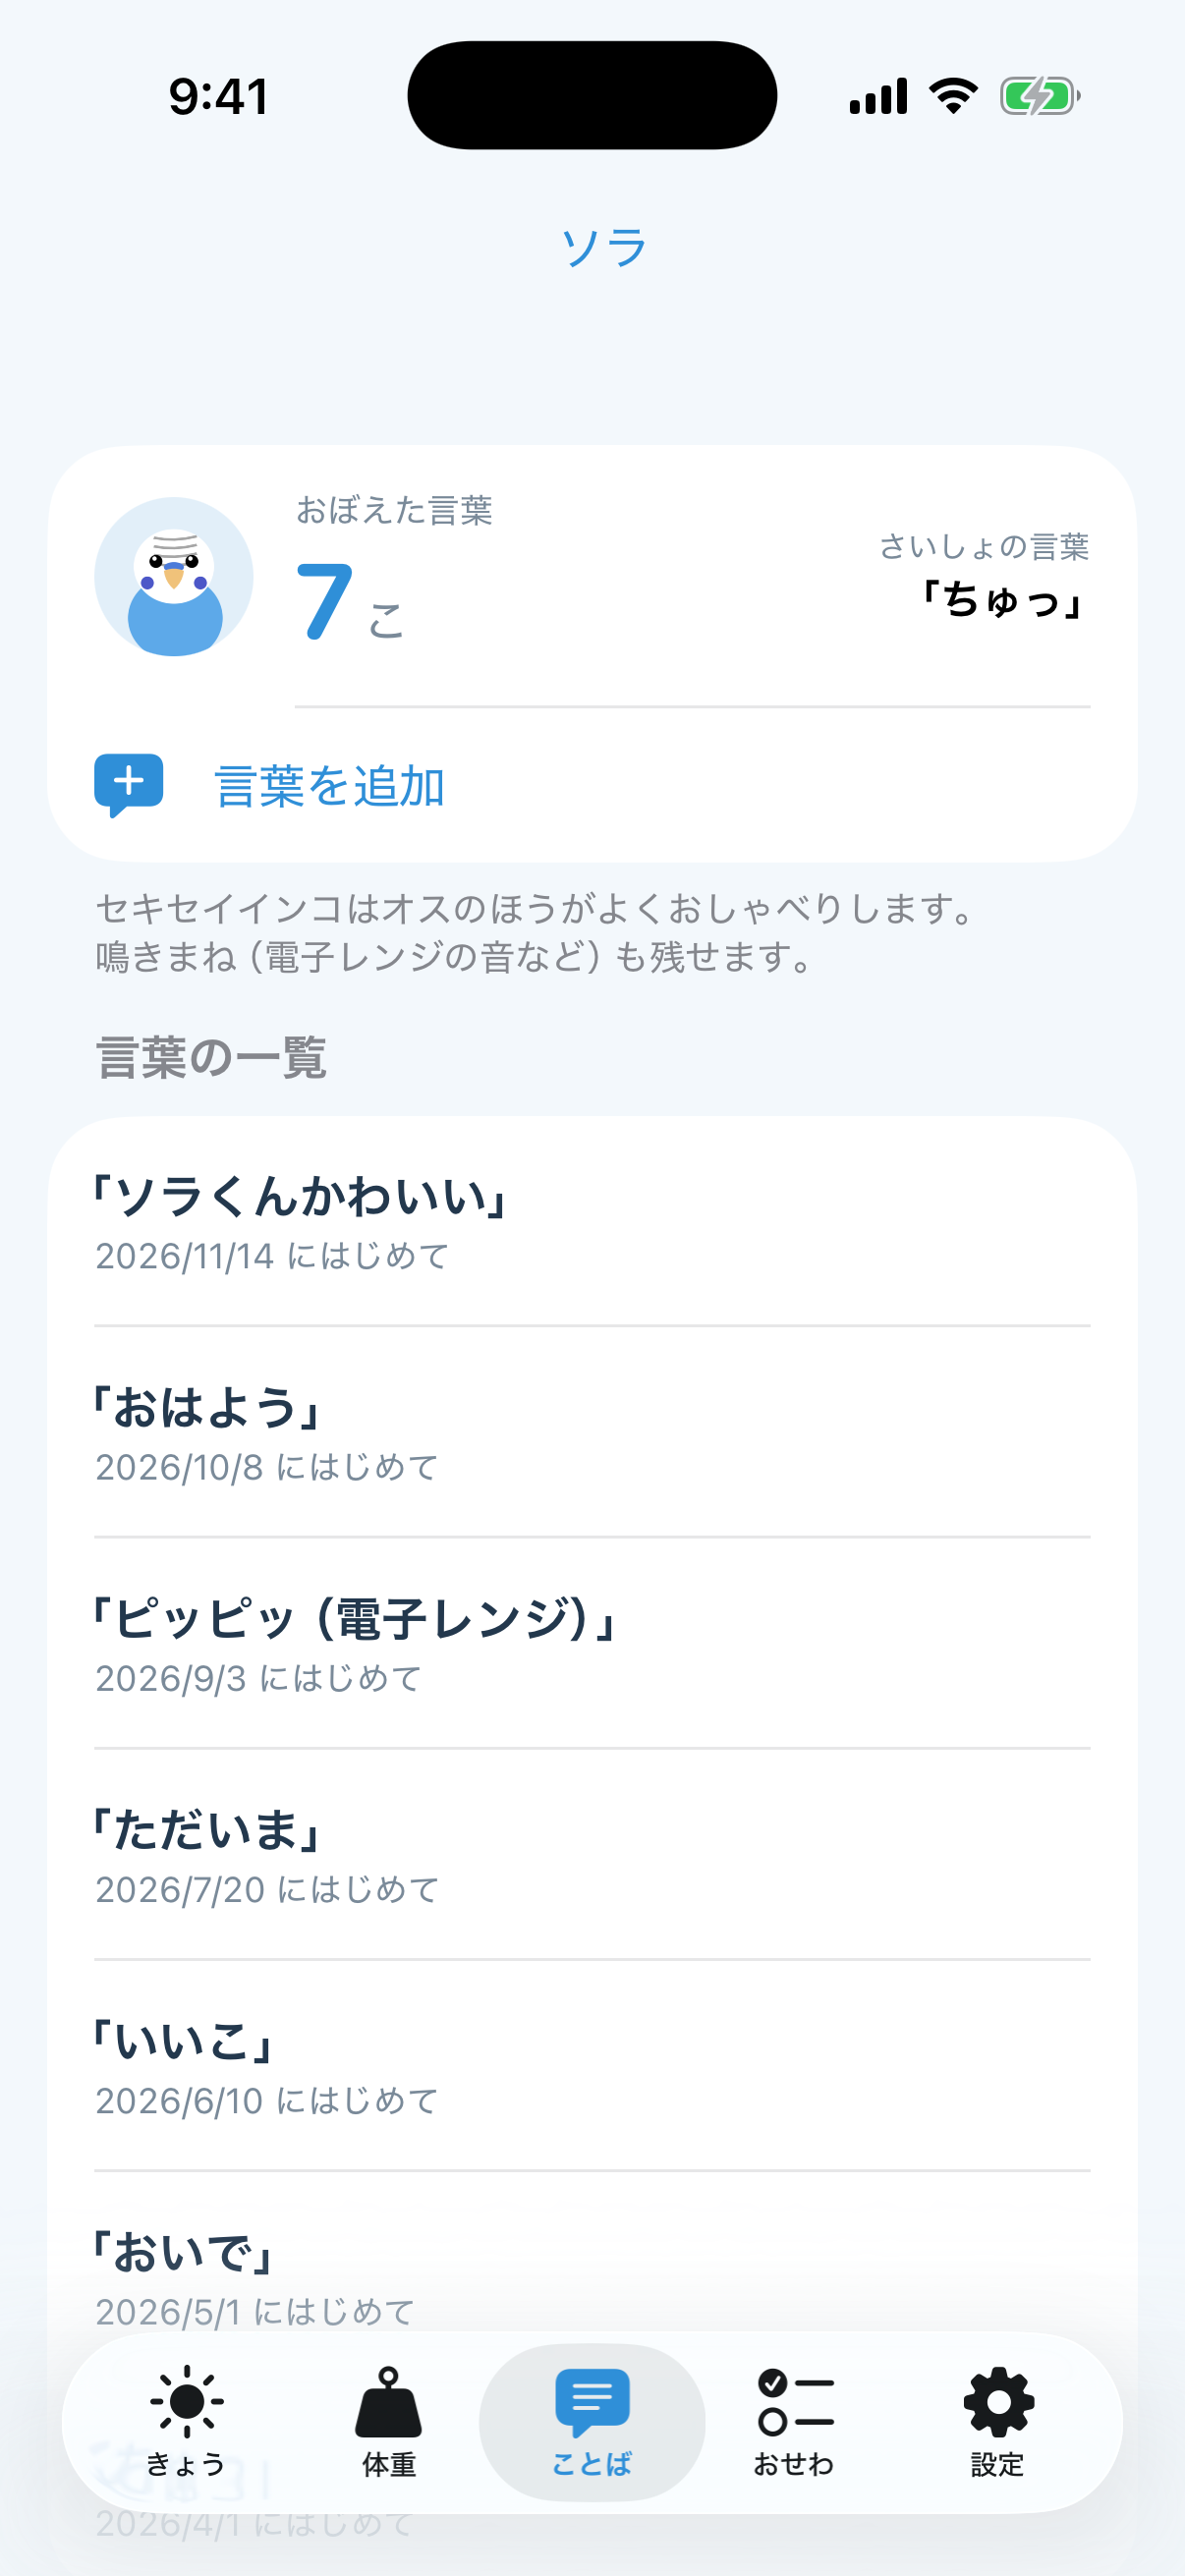 9:41
ソラ
おぼえた言葉
7 こ
さいしょの言葉
「ちゅっ」
言葉を追加
セキセイインコはオスのほうがよくおしゃべりします。
鳴きまね（電子レンジの音など）も残せます。
言葉の一覧
「ソラくんかわいい」
2026/11/14 にはじめて
「おはよう」
2026/10/8 にはじめて
「ピッピッ（電子レンジ）」
2026/9/3 にはじめて
「ただいま」
2026/7/20 にはじめて
「いいこ」
2026/6/10 にはじめて
「おいで」
2026/5/1 にはじめて
きょう
体重
ことば
おせわ
設定
2026/4/1 にはじめて